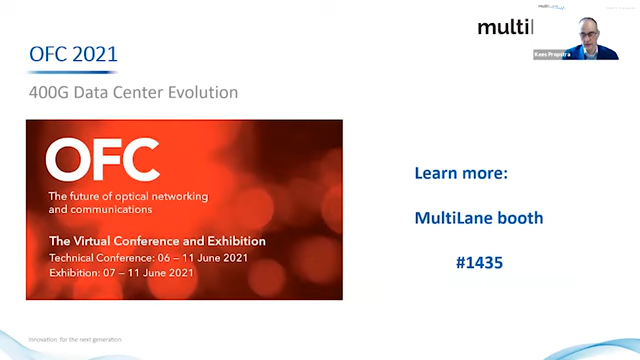 multiL
Kees Propstra
OFC 2021
400G Data Center Evolution
OFC
The future of optical networking
and communications
The Virtual Conference and Exhibition
Technical Conference: 06 – 11 June 2021
Exhibition: 07 – 11 June 2021
Learn more:
MultiLane booth
#1435
Innovation for the next generation